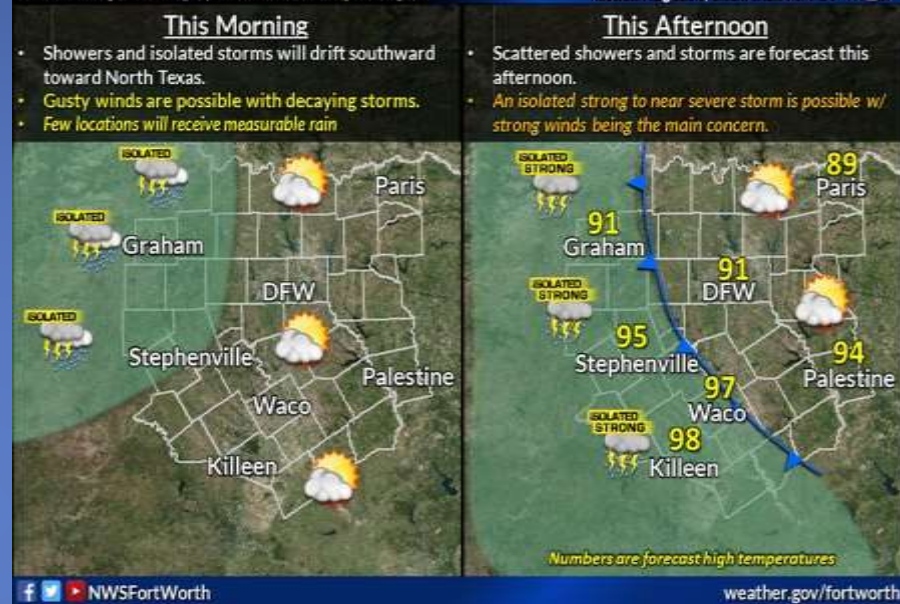 This Morning
• Showers and isolated storms will drift southward
toward North Texas.
• Gusty winds are possible with decaying storms.
• Few locations will receive measurable rain
ISOLATED
Paris
ISOLATED
Graham
DFW
ISOLATED
Stephenville
Palestine
Waco
Killeen
This Afternoon
• Scattered showers and storms are forecast this
afternoon.
• An isolated strong to near severe storm is possible w/
strong winds being the main concern.
ISOLATED
STRONG
89
Paris
91
Graham
91
DFW
ISOLATED
STRONG
95
Stephenville
94
Palestine
97
Waco
ISOLATED
STRONG
98
Killeen
Numbers are forecast high temperatures
NWSFortWorth
weather.gov/fortworth